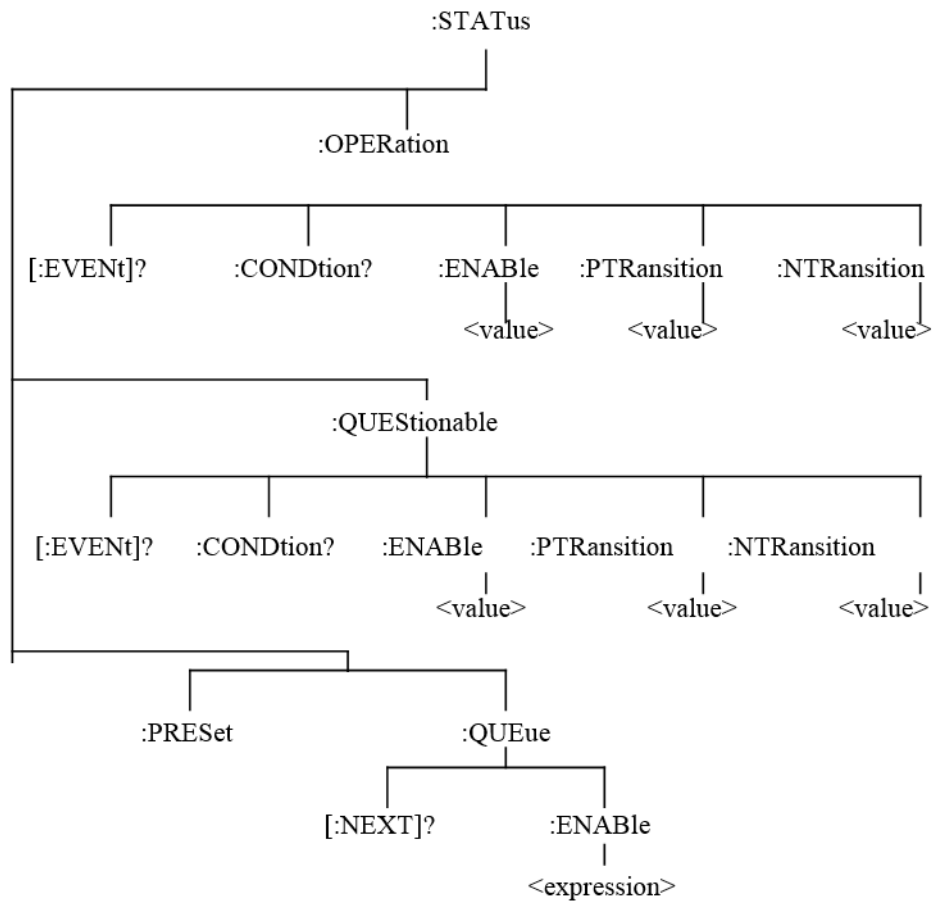 :STATus
:OPERation
[:EVENt]? :CONDtion? :ENABle :PTRansition :NTRansition
<value> <value> <value>
:QUEStionable
[:EVENt]? :CONDtion? :ENABle :PTRansition :NTRansition
<value> <value> <value>
:PRESet :QUEue
[:NEXT]? :ENABle
<expression>